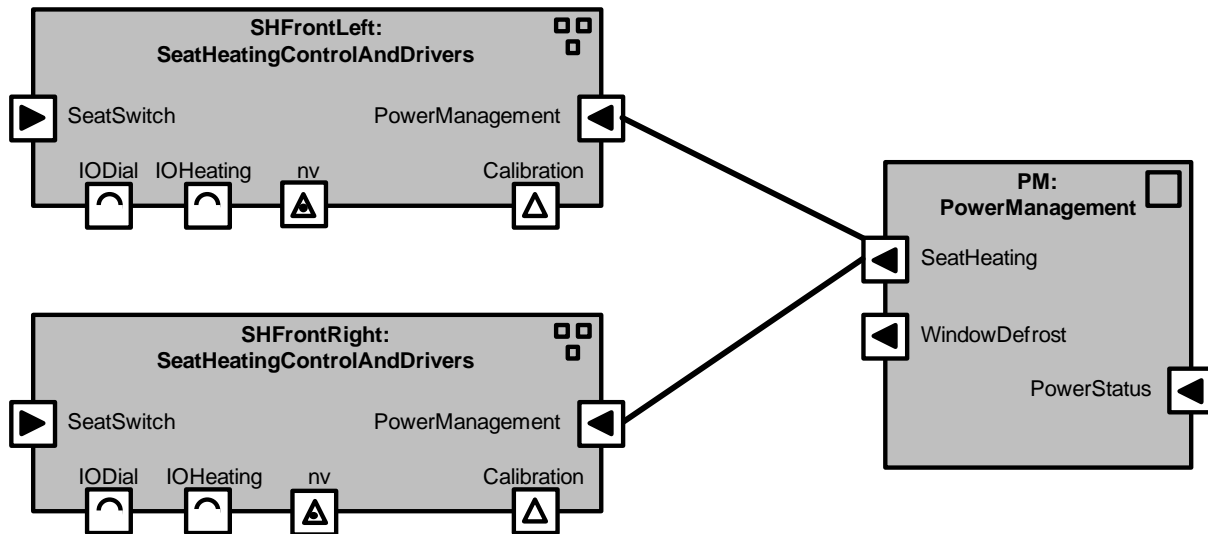 SHFrontLeft:
SeatHeatingControlAndDrivers
SeatSwitch
PowerManagement
IODial
IOHeating
nv
Calibration
PM:
PowerManagement
SeatHeating
WindowDefrost
PowerStatus
SHFrontRight:
SeatHeatingControlAndDrivers
SeatSwitch
PowerManagement
IODial
IOHeating
nv
Calibration